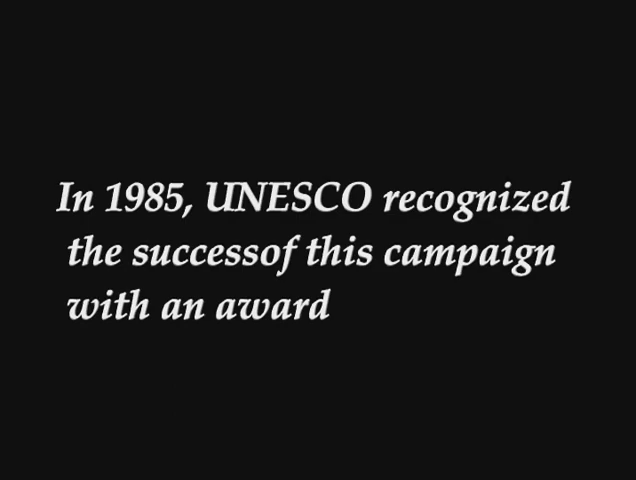 In 1985, UNESCO recognized
the successof this campaign
with an award